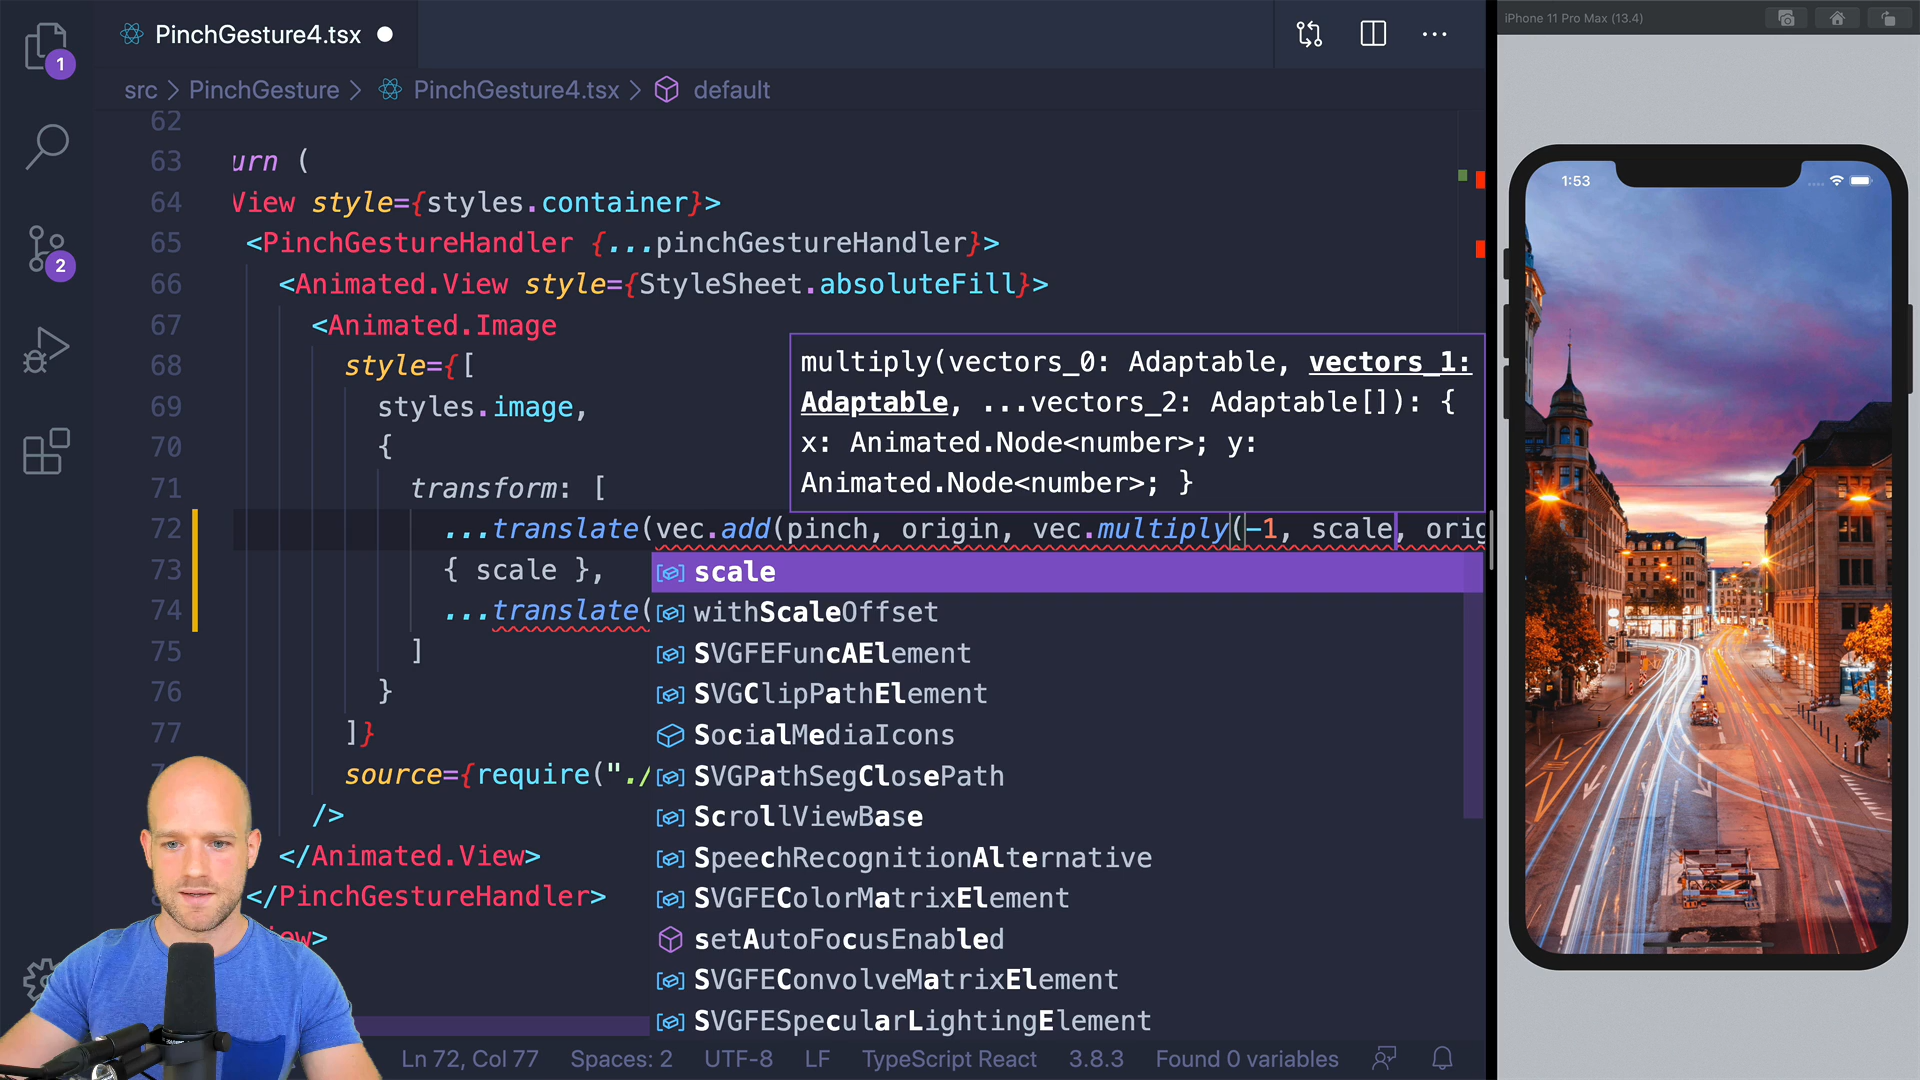 PinchGesture4.tsx
iPhone 11 Pro Max (13.4)
1
src > PinchGesture > PinchGesture4.tsx > default
62
63 urn (
64 View style={styles.container}>
65 <PinchGestureHandler {...pinchGestureHandler}>
66 <Animated.View style={StyleSheet.absoluteFill}>
67 <Animated.Image
68 style={[
69 styles.image,
70 {
71 transform: [
72 ...translate(vec.add(pinch, origin, vec.multiply(-1, scale, orig
73 { scale },
74 ...translate(
75 ]
76 }
77 ]}
source={require("./
/>
</Animated.View>
</PinchGestureHandler>
ew>
multiply(vectors_0: Adaptable, vectors_1:
Adaptable, ...vectors_2: Adaptable[]): {
x: Animated.Node<number>; y:
Animated.Node<number>; }
scale
withScaleOffset
SVGFEFuncAElement
SVGClipPathElement
SocialMediaIcons
SVGPathSegClosePath
ScrollViewBase
SpeechRecognitionAlternative
SVGFEColorMatrixElement
setAutoFocusEnabled
SVGFEConvolveMatrixElement
SVGFESpecularLightingElement
2
1:53
Ln 72, Col 77 Spaces: 2 UTF-8 LF TypeScript React 3.8.3 Found 0 variables